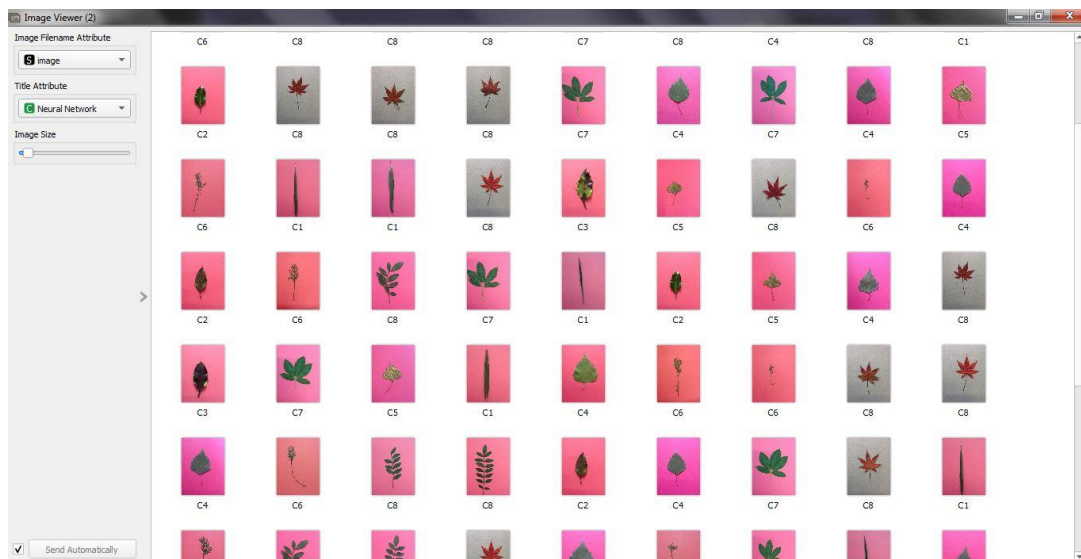 Image Viewer (2)
Image Filename Attribute
S image
Title Attribute
C Neural Network
Image Size
Send Automatically
C6 C8 C8 C8 C7 C8 C4 C8 C1
C2 C8 C8 C8 C7 C4 C7 C4 C5
C6 C1 C1 C8 C3 C5 C8 C6 C4
C2 C6 C8 C7 C1 C2 C5 C4 C8
C3 C7 C5 C1 C4 C6 C6 C8 C8
C4 C6 C8 C8 C2 C4 C7 C8 C1